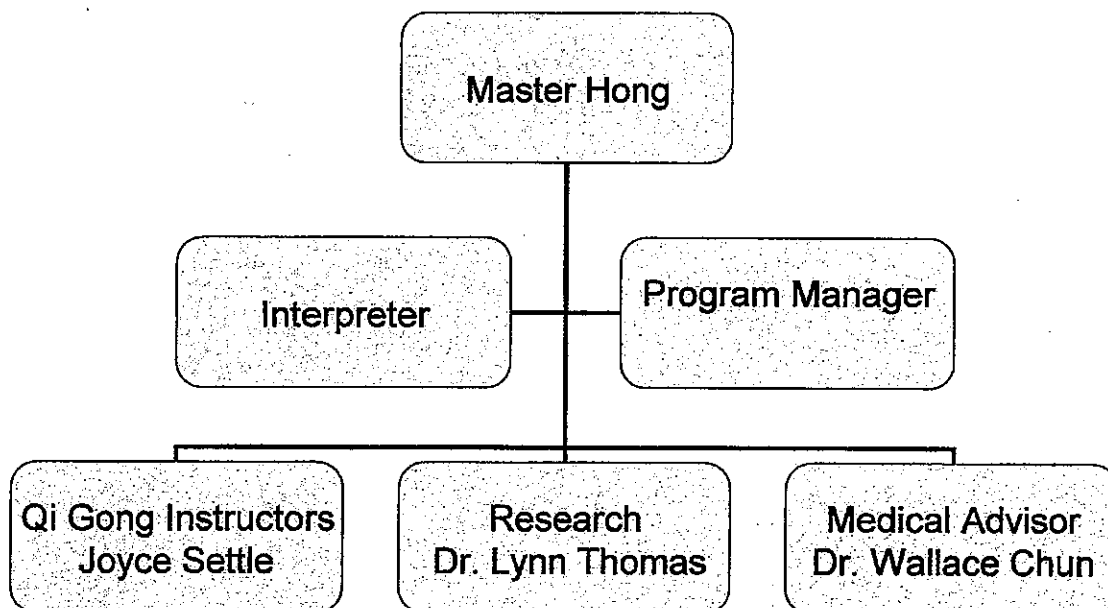 Master Hong
Interpreter
Program Manager
Qi Gong Instructors
Joyce Settle
Research
Dr. Lynn Thomas
Medical Advisor
Dr. Wallace Chun